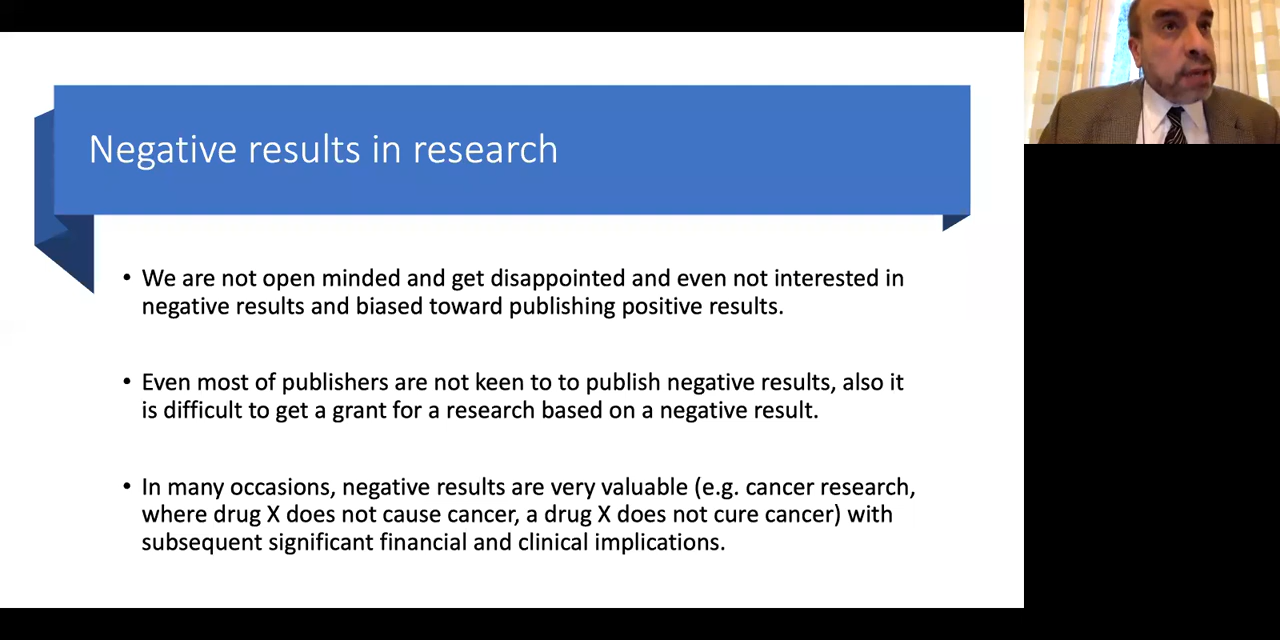 Negative results in research
• We are not open minded and get disappointed and even not interested in
negative results and biased toward publishing positive results.
• Even most of publishers are not keen to to publish negative results, also it
is difficult to get a grant for a research based on a negative result.
• In many occasions, negative results are very valuable (e.g. cancer research,
where drug X does not cause cancer, a drug X does not cure cancer) with
subsequent significant financial and clinical implications.